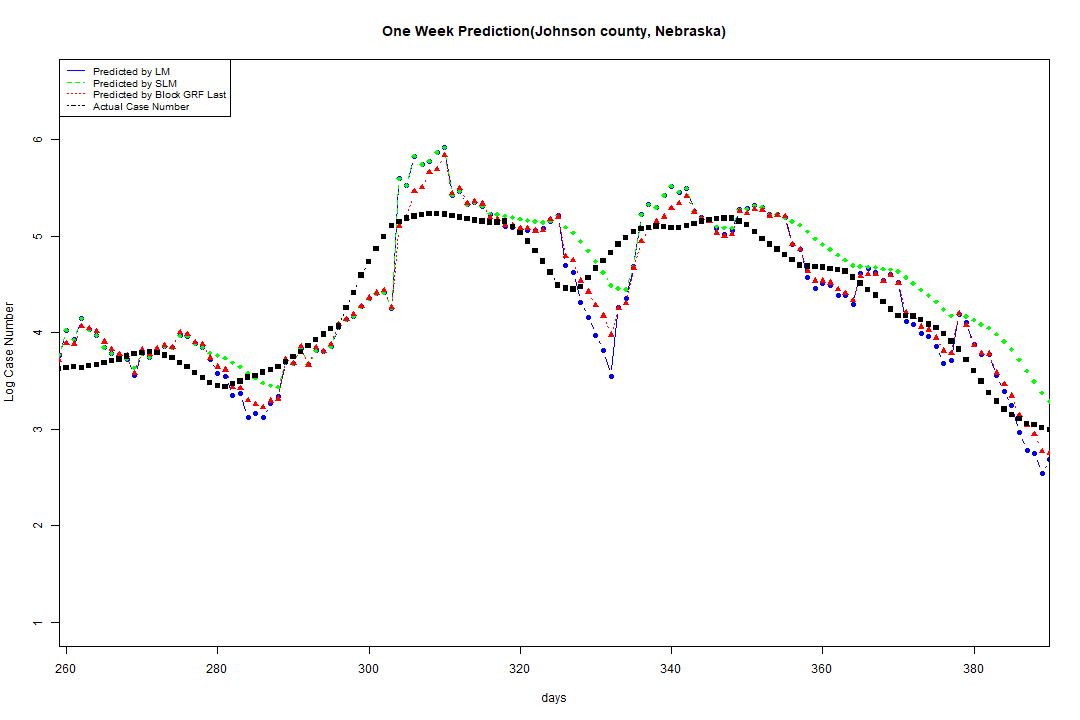 One Week Prediction(Johnson county, Nebraska)
Predicted by LM
Predicted by SLM
Predicted by Block GRF Last
Actual Case Number
Log Case Number
6
5
4
3
2
1
260 280 300 320 340 360 380
days